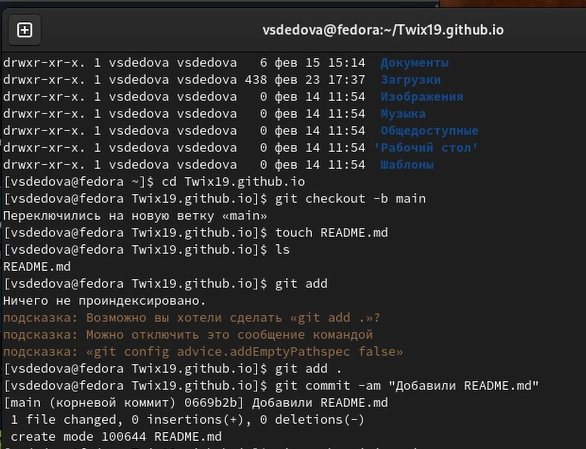 vsdedova@fedora:~/Twix19.github.io
drwxr-xr-x. 1 vsdedova vsdedova   6 фев 15 15:14  Документы
drwxr-xr-x. 1 vsdedova vsdedova 438 фев 23 17:37  Загрузки
drwxr-xr-x. 1 vsdedova vsdedova   0 фев 14 11:54  Изображения
drwxr-xr-x. 1 vsdedova vsdedova   0 фев 14 11:54  Музыка
drwxr-xr-x. 1 vsdedova vsdedova   0 фев 14 11:54  Общедоступные
drwxr-xr-x. 1 vsdedova vsdedova   0 фев 14 11:54 'Рабочий стол'
drwxr-xr-x. 1 vsdedova vsdedova   0 фев 14 11:54  Шаблоны
[vsdedova@fedora ~]$ cd Twix19.github.io
[vsdedova@fedora Twix19.github.io]$ git checkout -b main
Переключились на новую ветку «main»
[vsdedova@fedora Twix19.github.io]$ touch README.md
[vsdedova@fedora Twix19.github.io]$ ls
README.md
[vsdedova@fedora Twix19.github.io]$ git add
Ничего не проиндексировано.
подсказка: Возможно вы хотели сделать «git add .»?
подсказка: Можно отключить это сообщение командой
подсказка: «git config advice.addEmptyPathspec false»
[vsdedova@fedora Twix19.github.io]$ git add .
[vsdedova@fedora Twix19.github.io]$ git commit -am "Добавили README.md"
[main (корневой коммит) 0669b2b] Добавили README.md
 1 file changed, 0 insertions(+), 0 deletions(-)
 create mode 100644 README.md